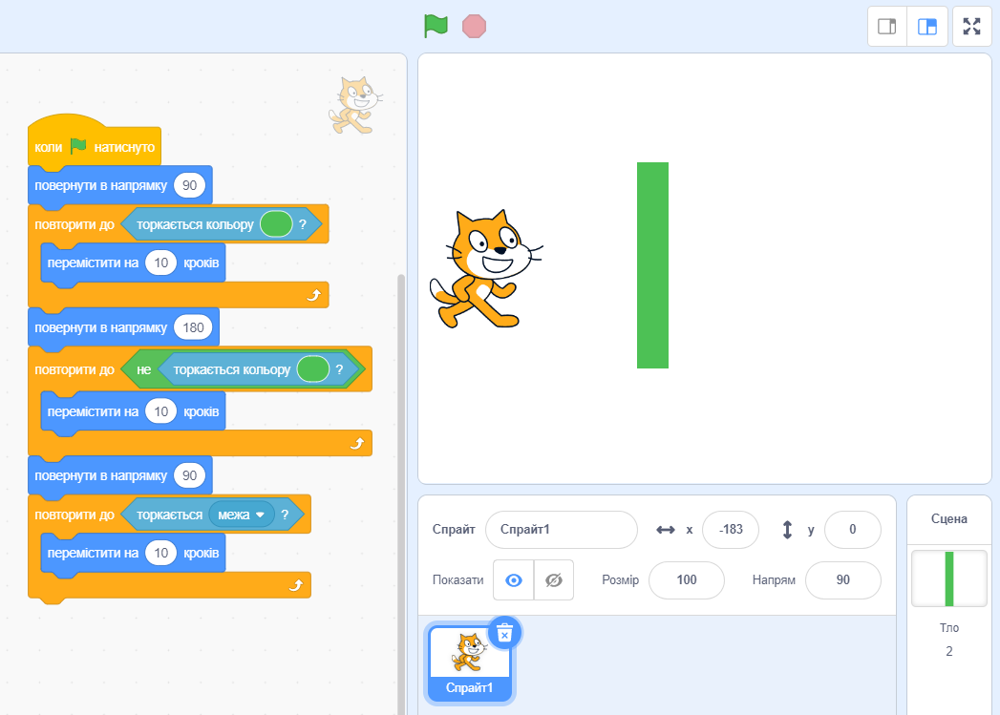 коли натиснуто
повернути в напрямку 90
повторити до торкається кольору ?
перемістити на 10 кроків
повернути в напрямку 180
повторити до не торкається кольору ?
перемістити на 10 кроків
повернути в напрямку 90
повторити до торкається межа ?
перемістити на 10 кроків
Спрайт Спрайт1 x -183 y 0
Показати Розмір 100 Напрям 90
Спрайт1
Сцена
Тло
2